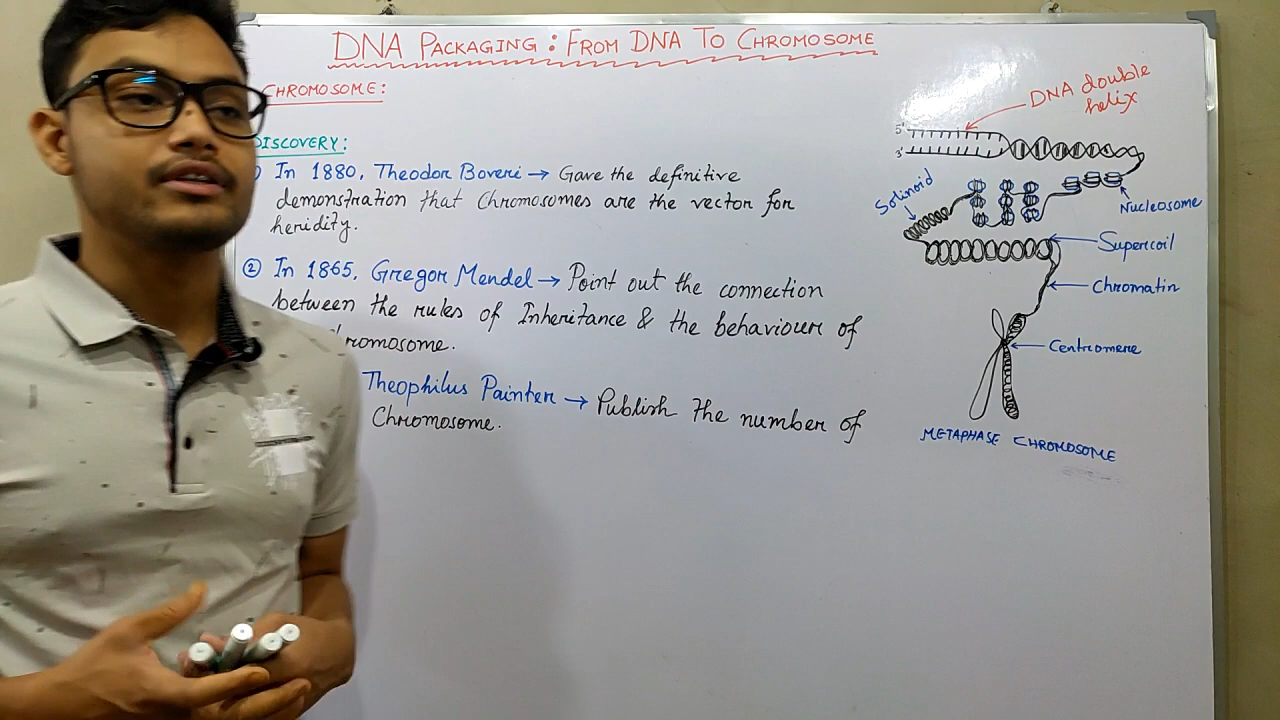 DNA PACKAGING : FROM DNA TO CHROMOSOME
CHROMOSOME:
DISCOVERY:
) In 1880, Theodor Boveri → Gave the definitive
demonstration that Chromosomes are the vector for
heridity.
② In 1865, Gregor Mendel → Point out the connection
between the rules of Inheritance & the behaviour of
romosome.
Theophilus Painter → Publish the number of
Chromosome.
DNA double
helix
5'
3'
Solinoid
Nucleosome
Supercoil
Chromatin
Centromere
METAPHASE CHROMOSOME